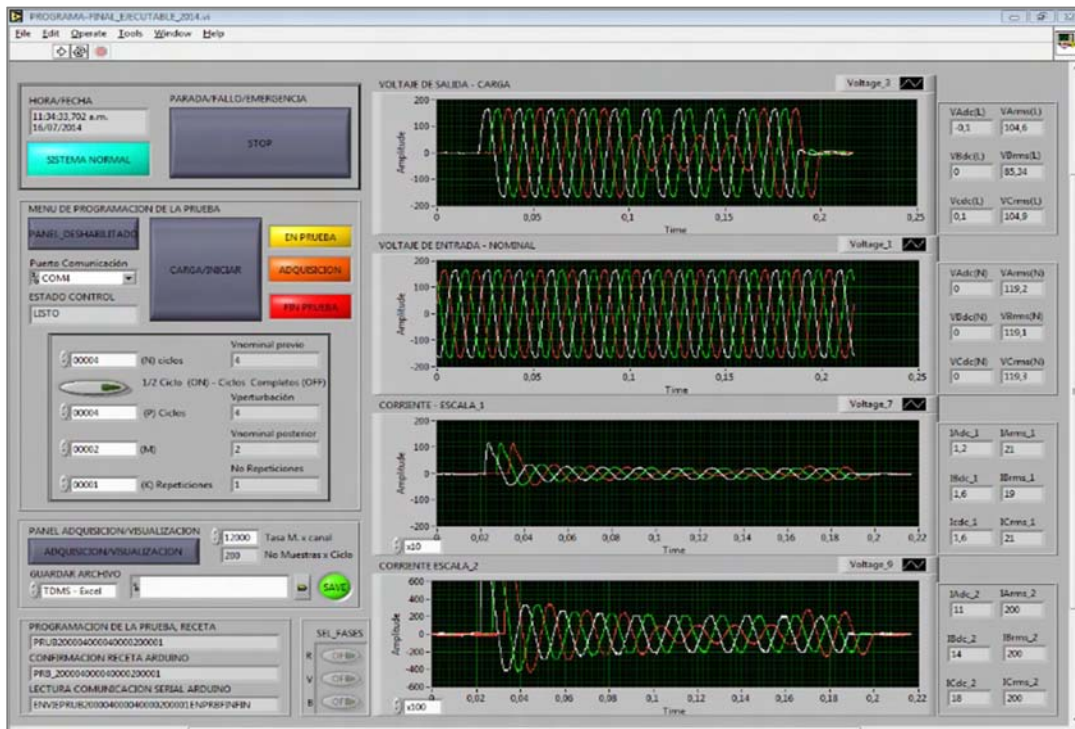 PROGRAMA-FINAL_EJECUTABLE_2014.vi
File Edit Operate Tools Window Help
HORA/FECHA
11:34:33,702 a.m.
16/07/2014
SISTEMA NORMAL
PARADA/FALLO/EMERGENCIA
STOP
MENU DE PROGRAMACION DE LA PRUEBA
PANEL_DESHABILITADO
Puerto Comunicación
COM4
ESTADO CONTROL
LISTO
CARGA/INICIAR
EN PRUEBA
ADQUISICION
FIN PRUEBA
Vnominal previo
00004 (N) ciclos 4
1/2 Ciclo (ON) - Ciclos Completos (OFF)
Vperturbación
00004 (P) Ciclos 4
Vnominal posterior
00002 (M) 2
No Repeticiones
00001 (K) Repeticiones 1
PANEL ADQUISICION/VISUALIZACION
ADQUISICION/VISUALIZACION
12000 Tasa M. x canal
200 No Muestras x Ciclo
GUARDAR ARCHIVO
TDMS - Excel
SAVE
PROGRAMACION DE LA PRUEBA, RECETA
PRUB200004000040000200001
CONFIRMACION RECETA ARDUINO
PRB_200004000040000200001
LECTURA COMUNICACION SERIAL ARDUINO
ENVIEPRUB200004000040000200001ENPRBFINFIN
SEL_FASES
R OFF
V OFF
B OFF
VOLTAJE DE SALIDA - CARGA
Voltage_3
Amplitude
200
100
0
-100
-200
0 0,05 0,1 0,15 0,2 0,25
Time
VAdc(L) VArms(L)
-0,1 104,6
VBdc(L) VBrms(L)
0 85,24
Vcdc(L) VCrms(L)
0,1 104,9
VOLTAJE DE ENTRADA - NOMINAL
Voltage_1
Amplitude
200
100
0
-100
-200
0 0,05 0,1 0,15 0,2 0,25
Time
VAdc(N) VArms(N)
0 119,2
VBdc(N) VBrms(N)
0 119,1
VCdc(N) VCrms(N)
0 119,3
CORRIENTE - ESCALA_1
Voltage_7
Amplitude
200
100
0
-100
-200
0 0,02 0,04 0,06 0,08 0,1 0,12 0,14 0,16 0,18 0,2 0,22
x10
Time
IAdc_1 IArms_1
1,2 21
IBdc_1 IBrms_1
1,6 19
Icdc_1 ICrms_1
1,6 21
CORRIENTE ESCALA_2
Voltage_9
Amplitude
600
400
200
0
-200
-400
-600
0 0,02 0,04 0,06 0,08 0,1 0,12 0,14 0,16 0,18 0,2 0,22
x100
Time
IAdc_2 IArms_2
11 200
IBdc_2 IBrms_2
14 200
ICdc_2 ICrms_2
18 200